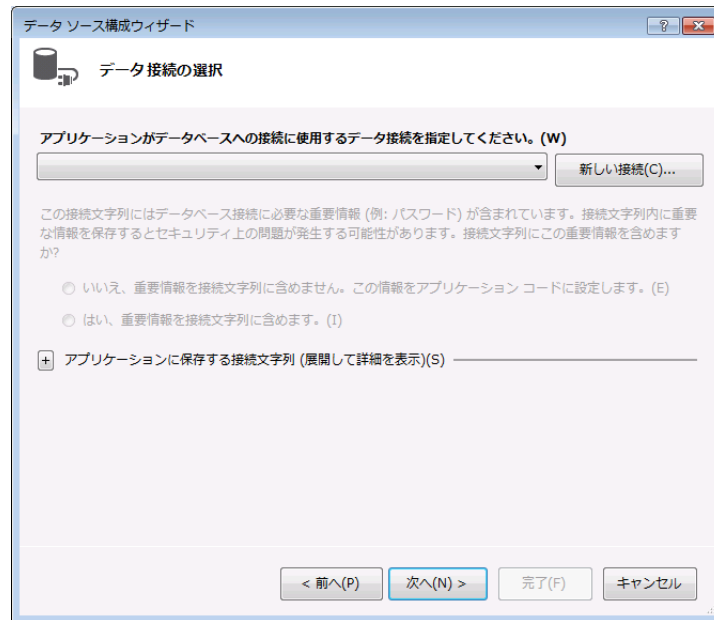 データ ソース構成ウィザード
データ接続の選択
アプリケーションがデータベースへの接続に使用するデータ接続を指定してください。(W)
新しい接続(C)...
この接続文字列にはデータベース接続に必要な重要情報 (例: パスワード) が含まれています。接続文字列内に重要
な情報を保存するとセキュリティ上の問題が発生する可能性があります。接続文字列にこの重要情報を含めます
か?
いいえ、重要情報を接続文字列に含めません。この情報をアプリケーション コードに設定します。(E)
はい、重要情報を接続文字列に含めます。(I)
アプリケーションに保存する接続文字列 (展開して詳細を表示)(S)
< 前へ(P) 次へ(N) > 完了(F) キャンセル